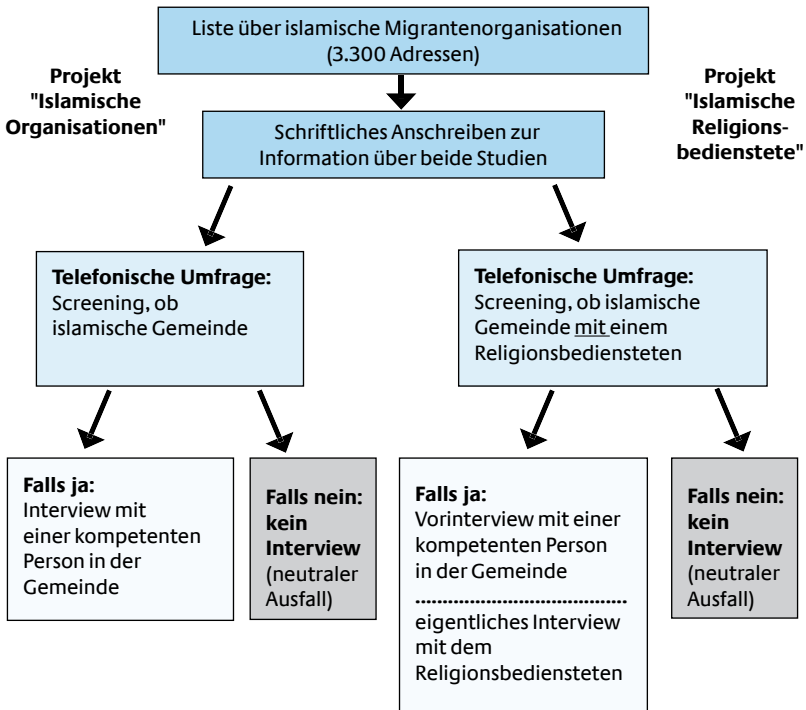 Liste über islamische Migrantenorganisationen
(3.300 Adressen)
Projekt
"Islamische
Organisationen"
Projekt
"Islamische
Religions-
bedienstete"
Schriftliches Anschreiben zur
Information über beide Studien
Telefonische Umfrage:
Screening, ob
islamische Gemeinde
Telefonische Umfrage:
Screening, ob islamische
Gemeinde mit einem
Religionsbediensteten
Falls ja:
Interview mit
einer kompetenten
Person in der
Gemeinde
Falls nein:
kein
Interview
(neutraler
Ausfall)
Falls ja:
Vorinterview mit einer
kompetenten Person
in der Gemeinde
eigentliches Interview
mit dem
Religionsbediensteten
Falls nein:
kein
Interview
(neutraler
Ausfall)